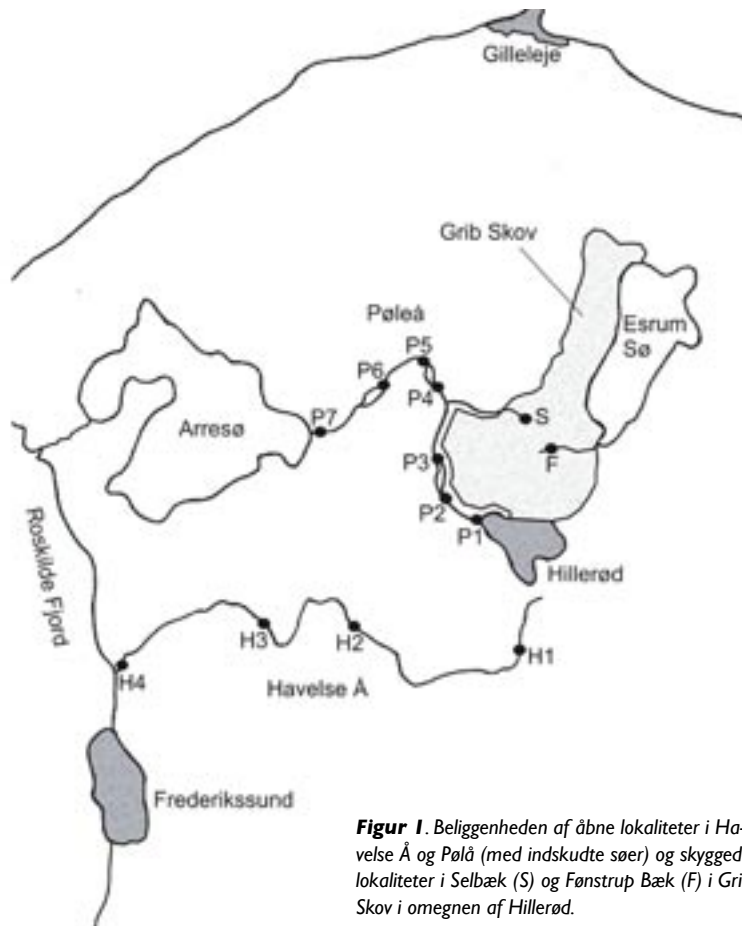 Gilleleje
Grib Skov
Esrum
Sø
Pøleå
P5
P6
P4
P7
S
Arresø
P3
F
P2
P1
Hillerød
Roskilde Fjord
H3
H2
H1
H4
Havelse Å
Frederikssund
Figur 1. Beliggenheden af åbne lokaliteter i Ha-
velse Å og Pølå (med indskudte søer) og skygged
lokaliteter i Selbæk (S) og Fønstrup Bæk (F) i Gri
Skov i omegnen af Hillerød.